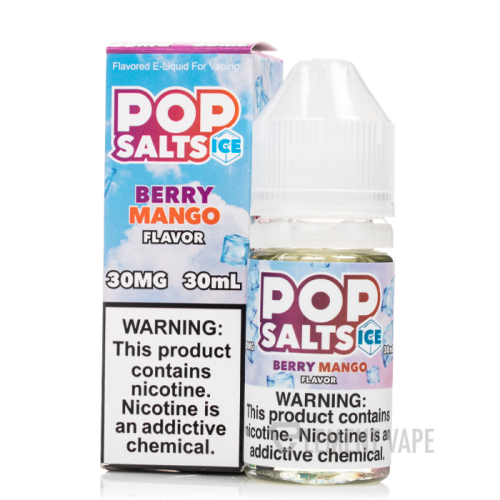 Flavored E-Liquid For Vaping
POP
SALTS ICE
BERRY
MANGO
FLAVOR
30MG 30mL
WARNING:
This product
contains
nicotine.
Nicotine is
an addictive
chemical.
POP
SALTS ICE
BERRY MANGO
FLAVOR
WARNING:
This product contains
nicotine. Nicotine is
an addictive chemical.
ELEMENT VAPE